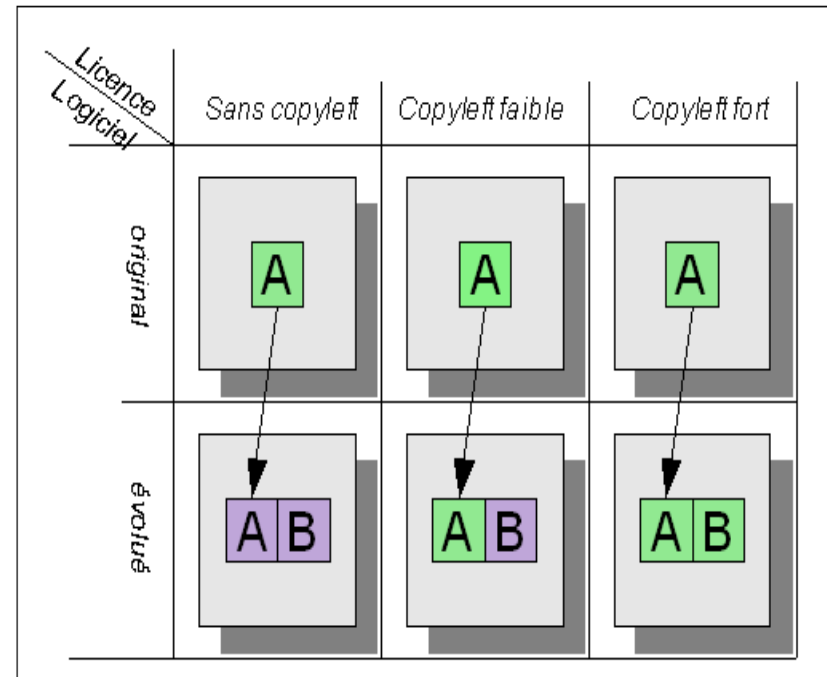 Licence
Logiciel
Sans copyleft
Copyleft faible
Copyleft fort
original
A
A
A
évolué
A B
A B
A B